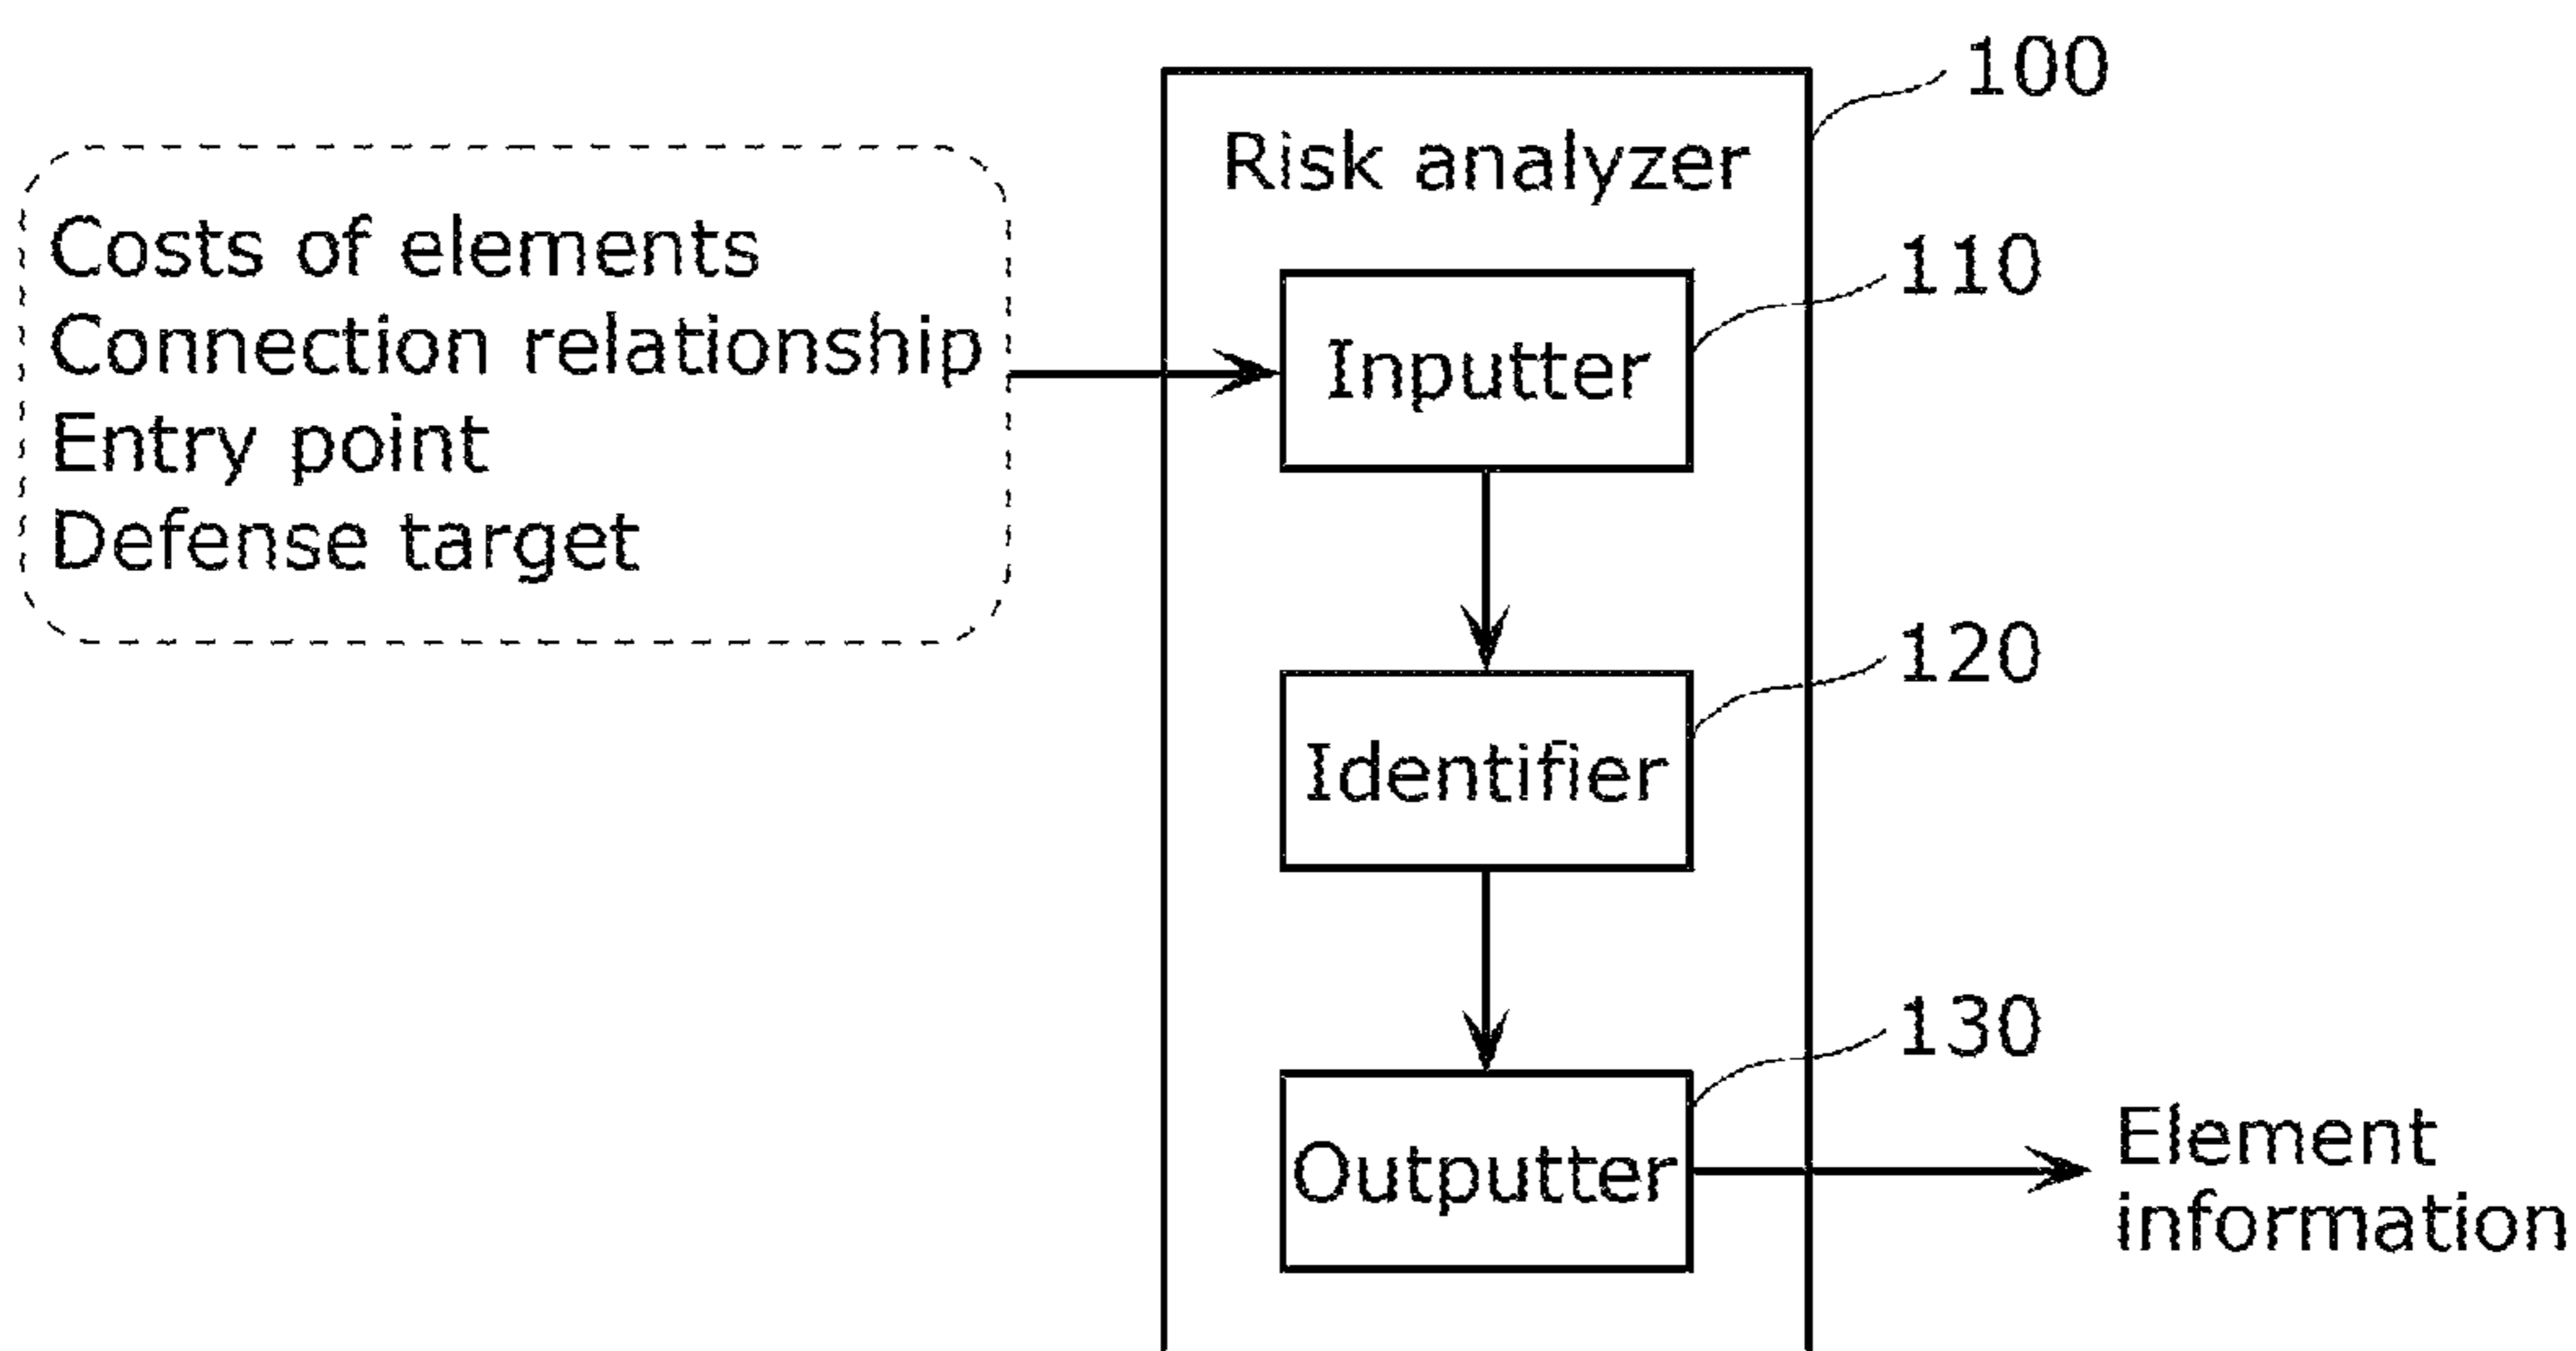 100
Risk analyzer
Costs of elements
Connection relationship
Entry point
Defense target
110
Inputter
120
Identifier
130
Outputter
Element
information